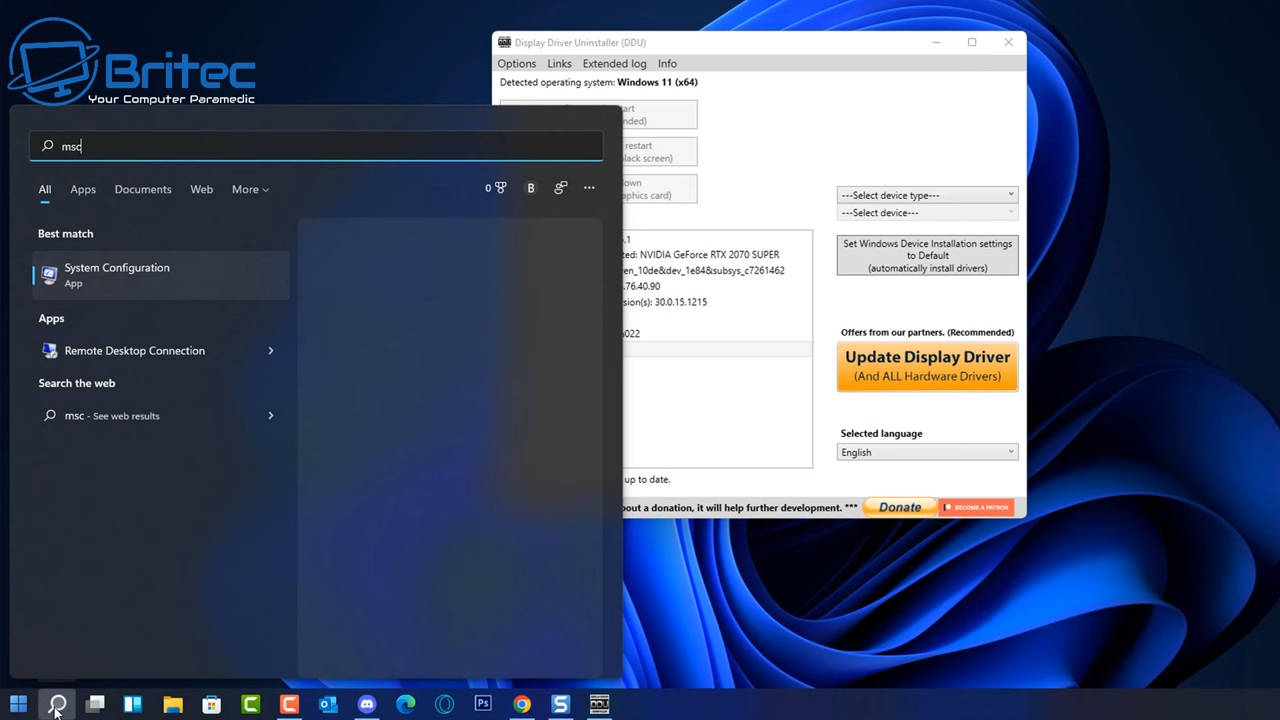 Britec
Your Computer Paramedic
msc
All
Apps
Documents
Web
More
0
B
Best match
System Configuration
App
Apps
Remote Desktop Connection
Search the web
msc - See web results
Display Driver Uninstaller (DDU)
Options
Links
Extended log
Info
Detected operating system: Windows 11 (x64)
restart
ack screen)
own
aphics card)
---Select device type---
---Select device---
Set Windows Device Installation settings
to Default
(automatically install drivers)
ted: NVIDIA GeForce RTX 2070 SUPER
en_10de&dev_1e84&subsys_c7261462
.76.40.90
sion(s): 30.0.15.1215
up to date.
Offers from our partners. (Recommended)
Update Display Driver
(And ALL Hardware Drivers)
Selected language
English
out a donation, it will help further development. ***
Donate
BECOME A PATRON
Ps
S
DDU